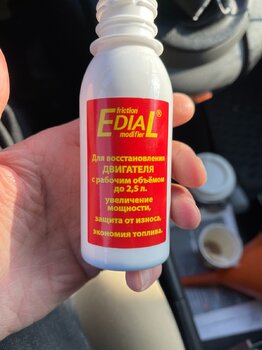 friction
EDIAL®
modifier
Для восстановления
ДВИГАТЕЛЯ
с рабочим объёмом
до 2,5 л.
увеличение
мощности,
защита от износа,
экономия топлива.